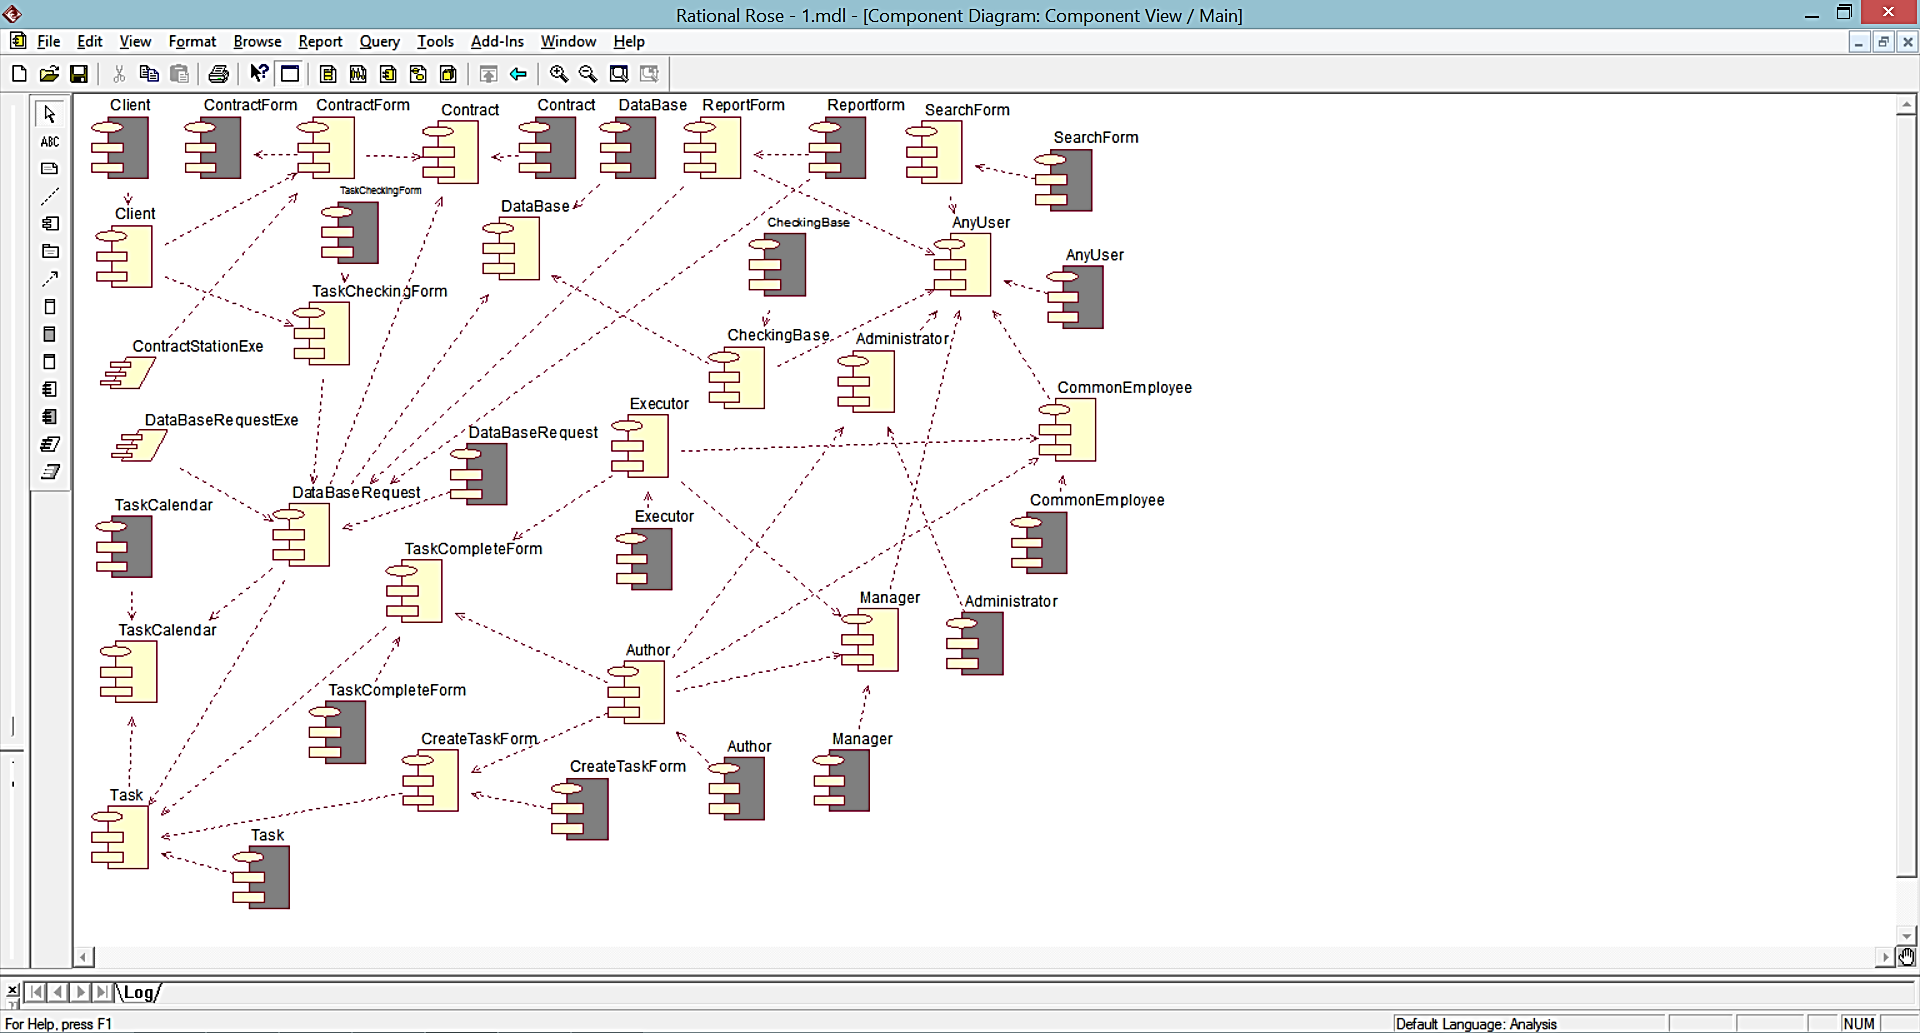 Rational Rose - 1.mdl - [Component Diagram: Component View / Main]
File Edit View Format Browse Report Query Tools Add-Ins Window Help
ABC
Client
ContractForm
ContractForm
Contract
Contract
DataBase
ReportForm
Reportform
SearchForm
SearchForm
TaskCheckingForm
Client
DataBase
CheckingBase
AnyUser
AnyUser
TaskCheckingForm
ContractStationExe
CheckingBase
Administrator
CommonEmployee
Executor
DataBaseRequestExe
DataBaseRequest
DataBaseRequest
TaskCalendar
Executor
CommonEmployee
TaskCompleteForm
Manager
Administrator
TaskCalendar
Author
TaskCompleteForm
CreateTaskForm
Author
Manager
CreateTaskForm
Task
Task
Log
For Help, press F1
Default Language: Analysis
NUM